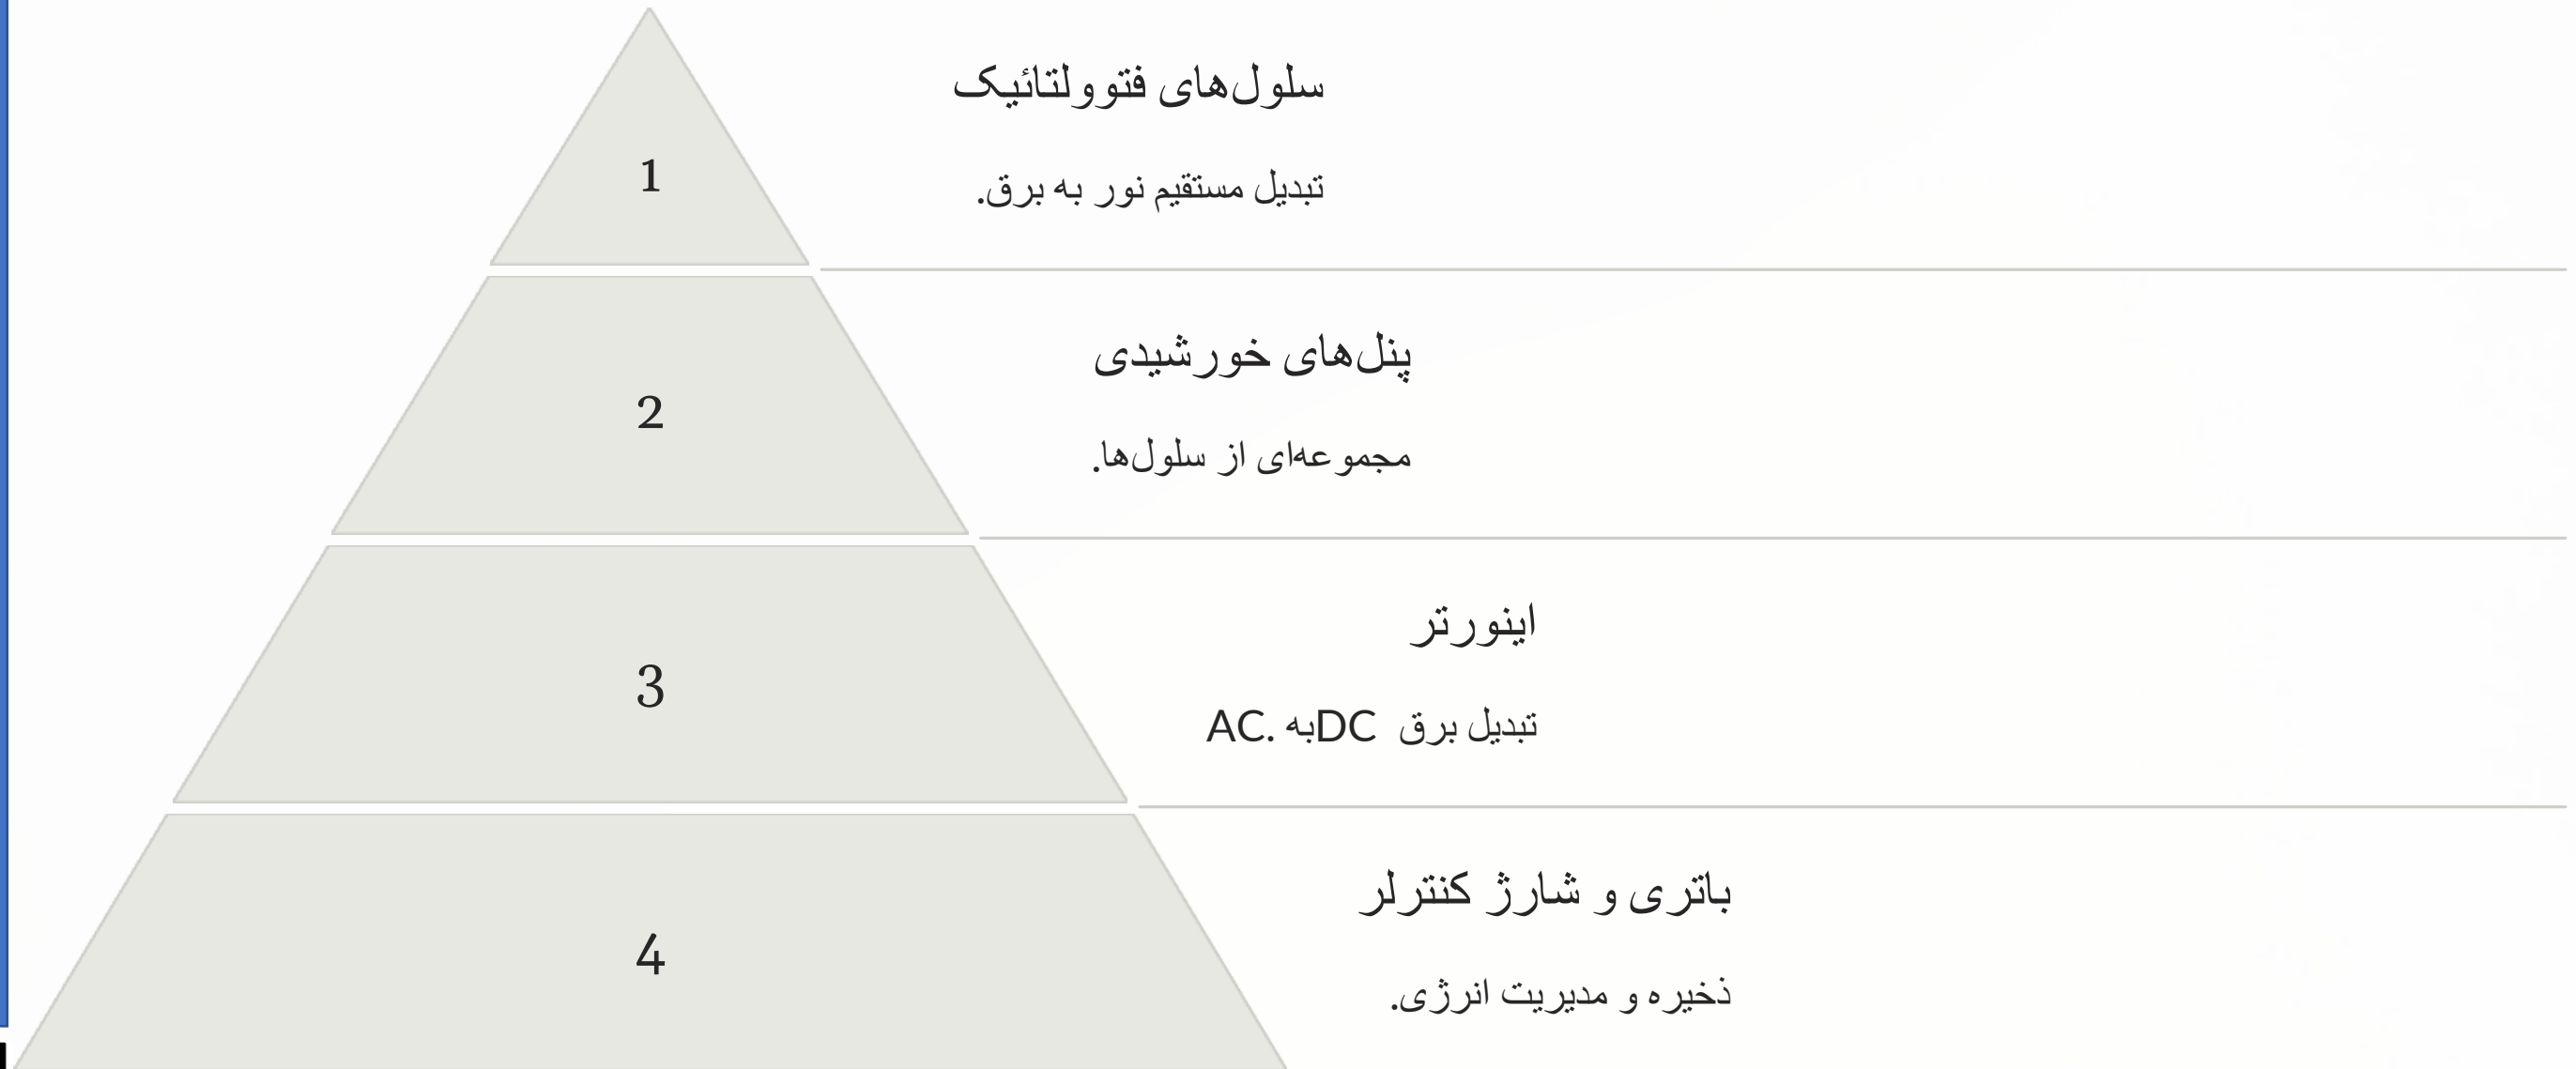 1
سلول‌های فتوولتائیک
تبدیل مستقیم نور به برق.
2
پنل‌های خورشیدی
مجموعه‌ای از سلول‌ها.
3
اینورتر
تبدیل برق DCبه AC.
4
باتری و شارژ کنترلر
ذخیره و مدیریت انرژی.